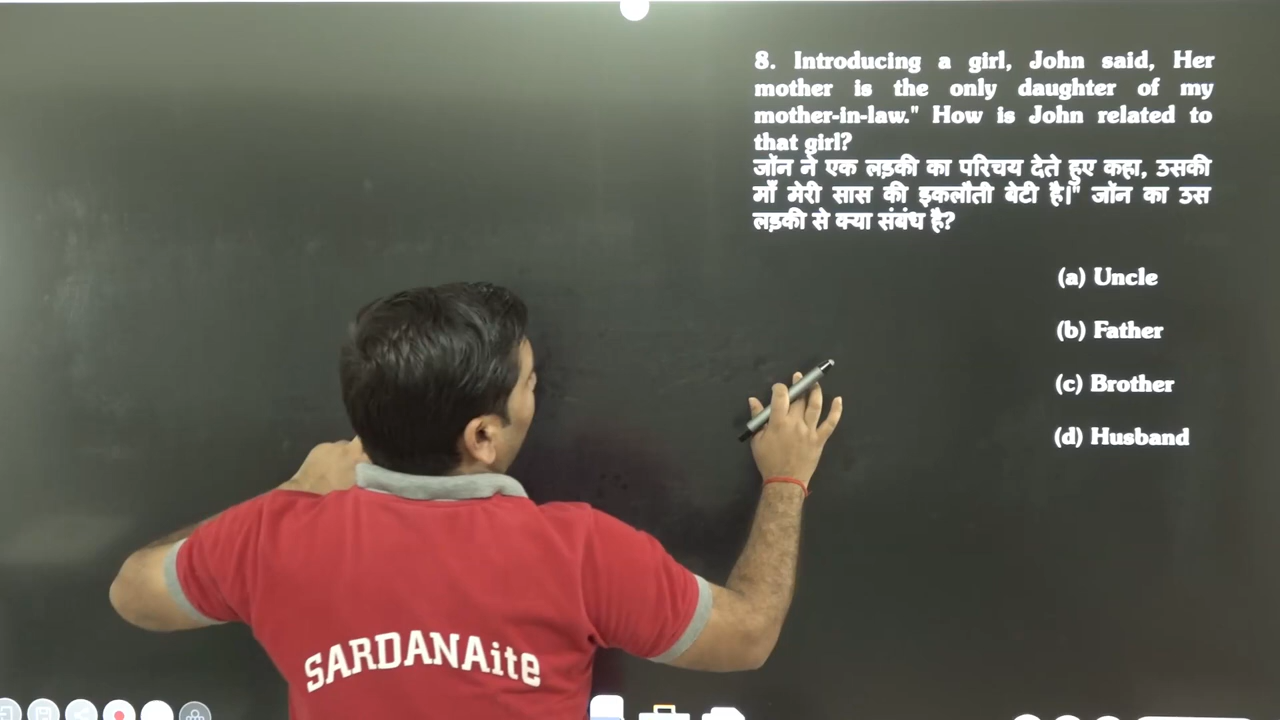 8. Introducing a girl, John said, Her
mother is the only daughter of my
mother-in-law." How is John related to
that girl?
जॉन ने एक लड़की का परिचय देते हुए कहा, उसकी
माँ मेरी सास की इकलौती बेटी है।" जॉन का उस
लड़की से क्या संबंध है?
(a) Uncle
(b) Father
(c) Brother
(d) Husband
SARDANAite